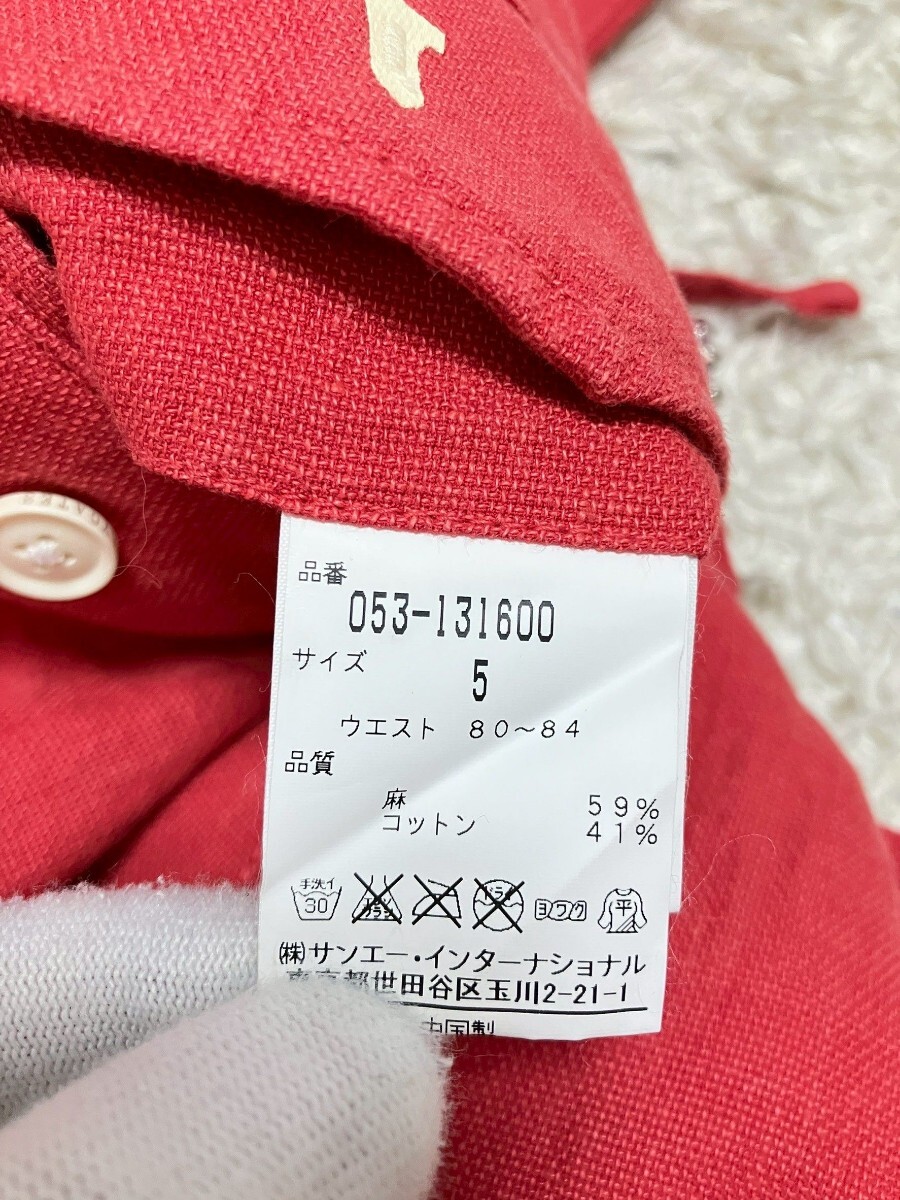 品番
053-131600
サイズ
5
ウエスト 80~84
品質
麻 59%
コットン 41%
手洗イ
30
ヨワク
平
(株)サンエー・インターナショナル
東京都世田谷区玉川2-21-1
中国製